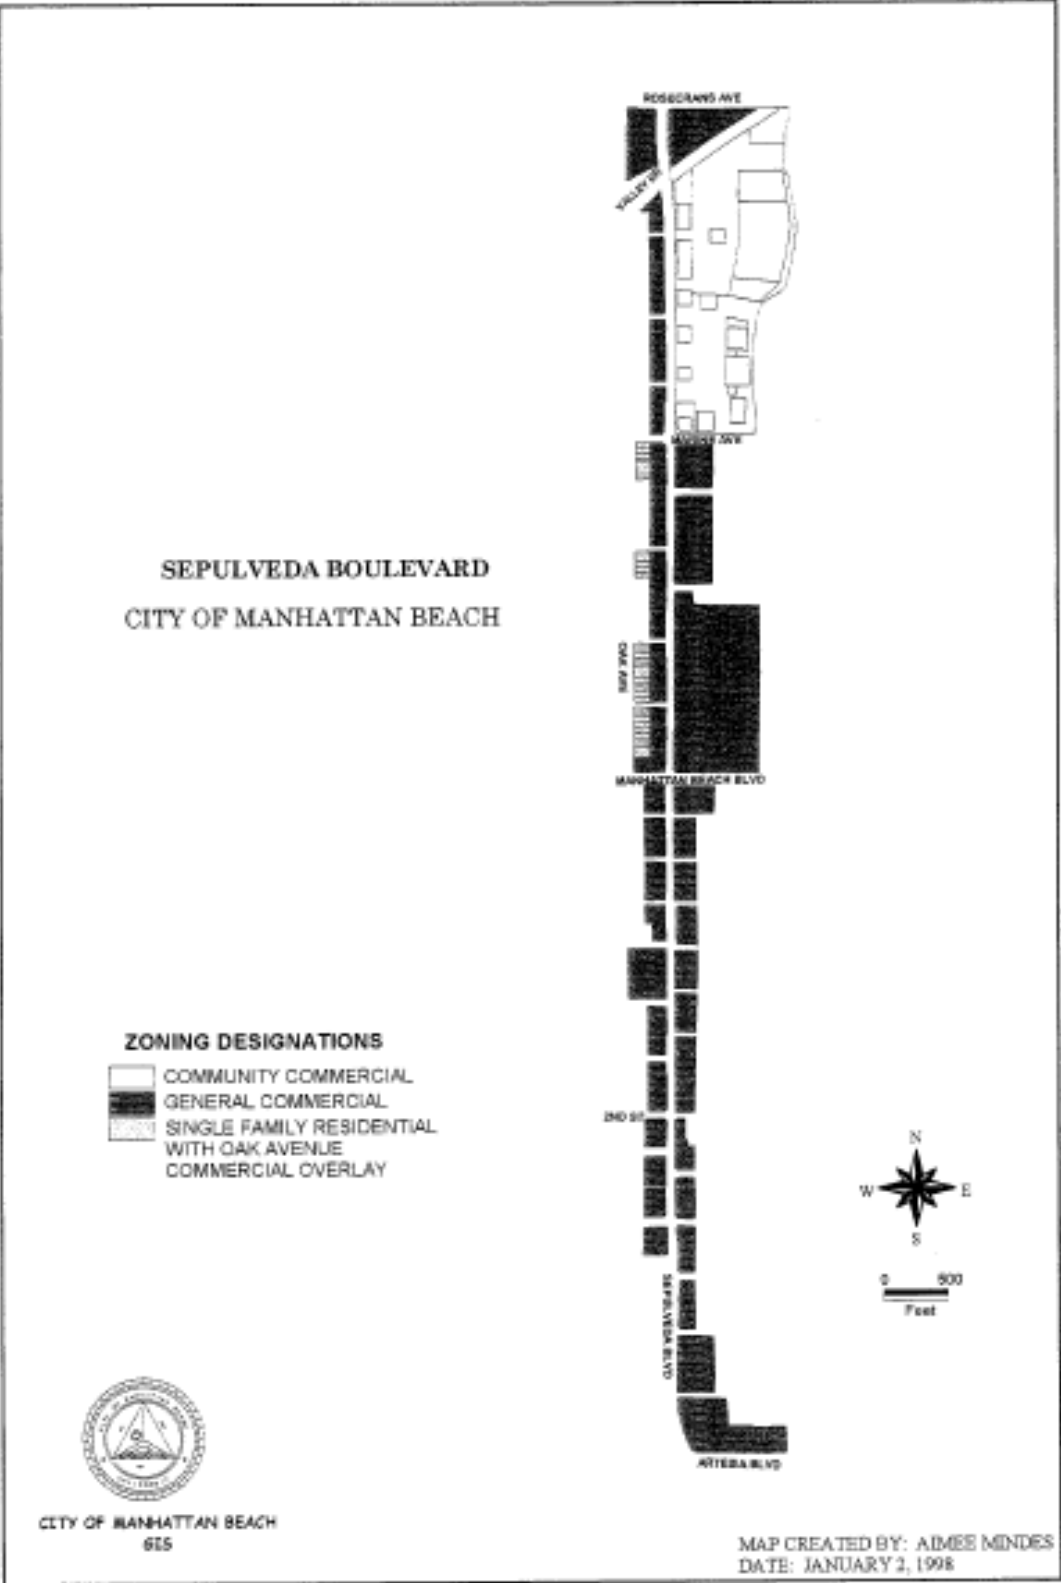 ROSECRANS AVE
VALLEY DR
MARINE AVE
SEPULVEDA BOULEVARD
CITY OF MANHATTAN BEACH
OAK AVE
MANHATTAN BEACH BLVD
ZONING DESIGNATIONS
COMMUNITY COMMERCIAL
GENERAL COMMERCIAL
SINGLE FAMILY RESIDENTIAL
WITH OAK AVENUE
COMMERCIAL OVERLAY
2ND ST
N
W E
S
0 600
Feet
SEPULVEDA BLVD
ARTESIA BLVD
CITY OF MANHATTAN BEACH
GIS
MAP CREATED BY: AIMEE MINDES
DATE: JANUARY 2, 1998